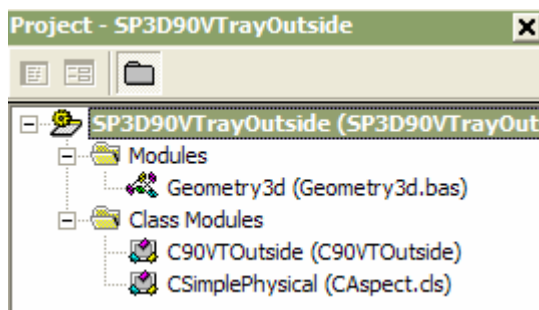 Project - SP3D90VTrayOutside
SP3D90VTrayOutside (SP3D90VTrayOut
Modules
Geometry3d (Geometry3d.bas)
Class Modules
C90VTOutside (C90VTOutside)
CSimplePhysical (CAspect.cls)